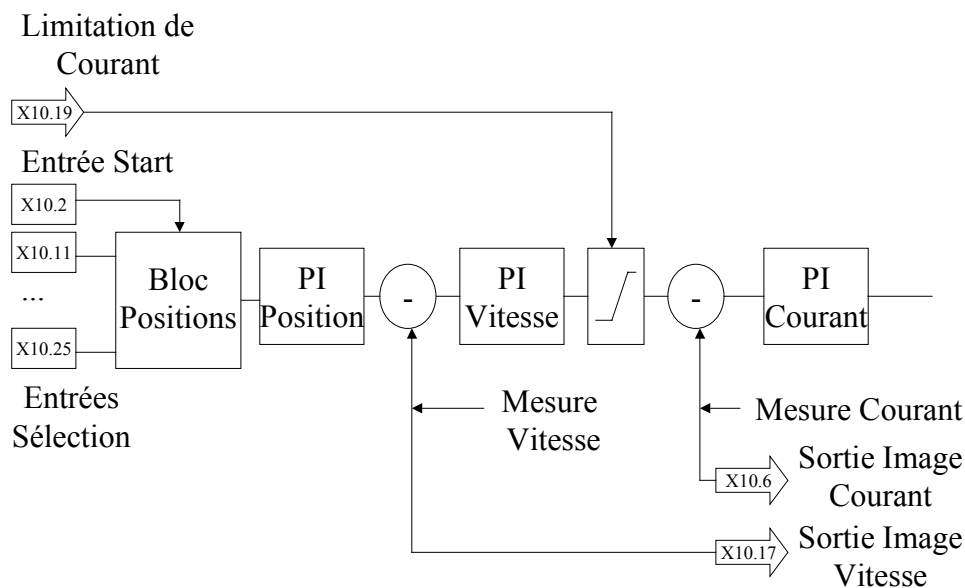 Limitation de
Courant
X10.19
Entrée Start
X10.2
X10.11
...
X10.25
Entrées
Sélection
Bloc
Positions
PI
Position
-
PI
Vitesse
-
PI
Courant
Mesure
Vitesse
Mesure Courant
X10.6
Sortie Image
Courant
X10.17
Sortie Image
Vitesse